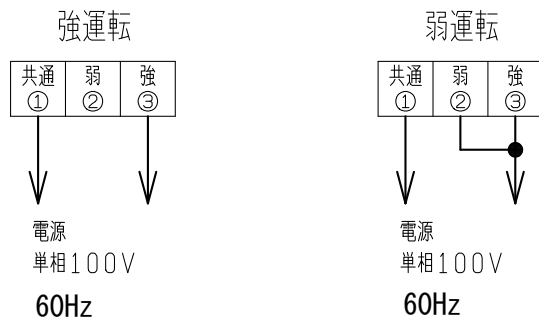 強運転
共通 弱 強
① ② ③
電源
単相100V
60Hz
弱運転
共通 弱 強
① ② ③
電源
単相100V
60Hz